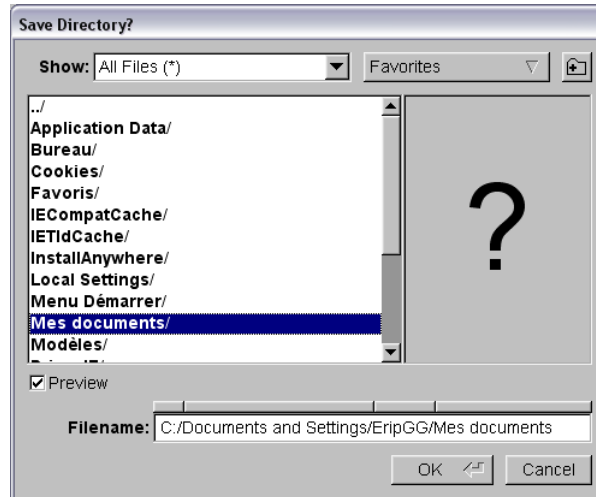 Save Directory?
Show: All Files (*) Favorites
../
Application Data/
Bureau/
Cookies/
Favoris/
IECompatCache/
IETldCache/
InstallAnywhere/
Local Settings/
Menu Démarrer/
Mes documents/
Modèles/
?
Preview
Filename: C:/Documents and Settings/EripGG/Mes documents
OK Cancel